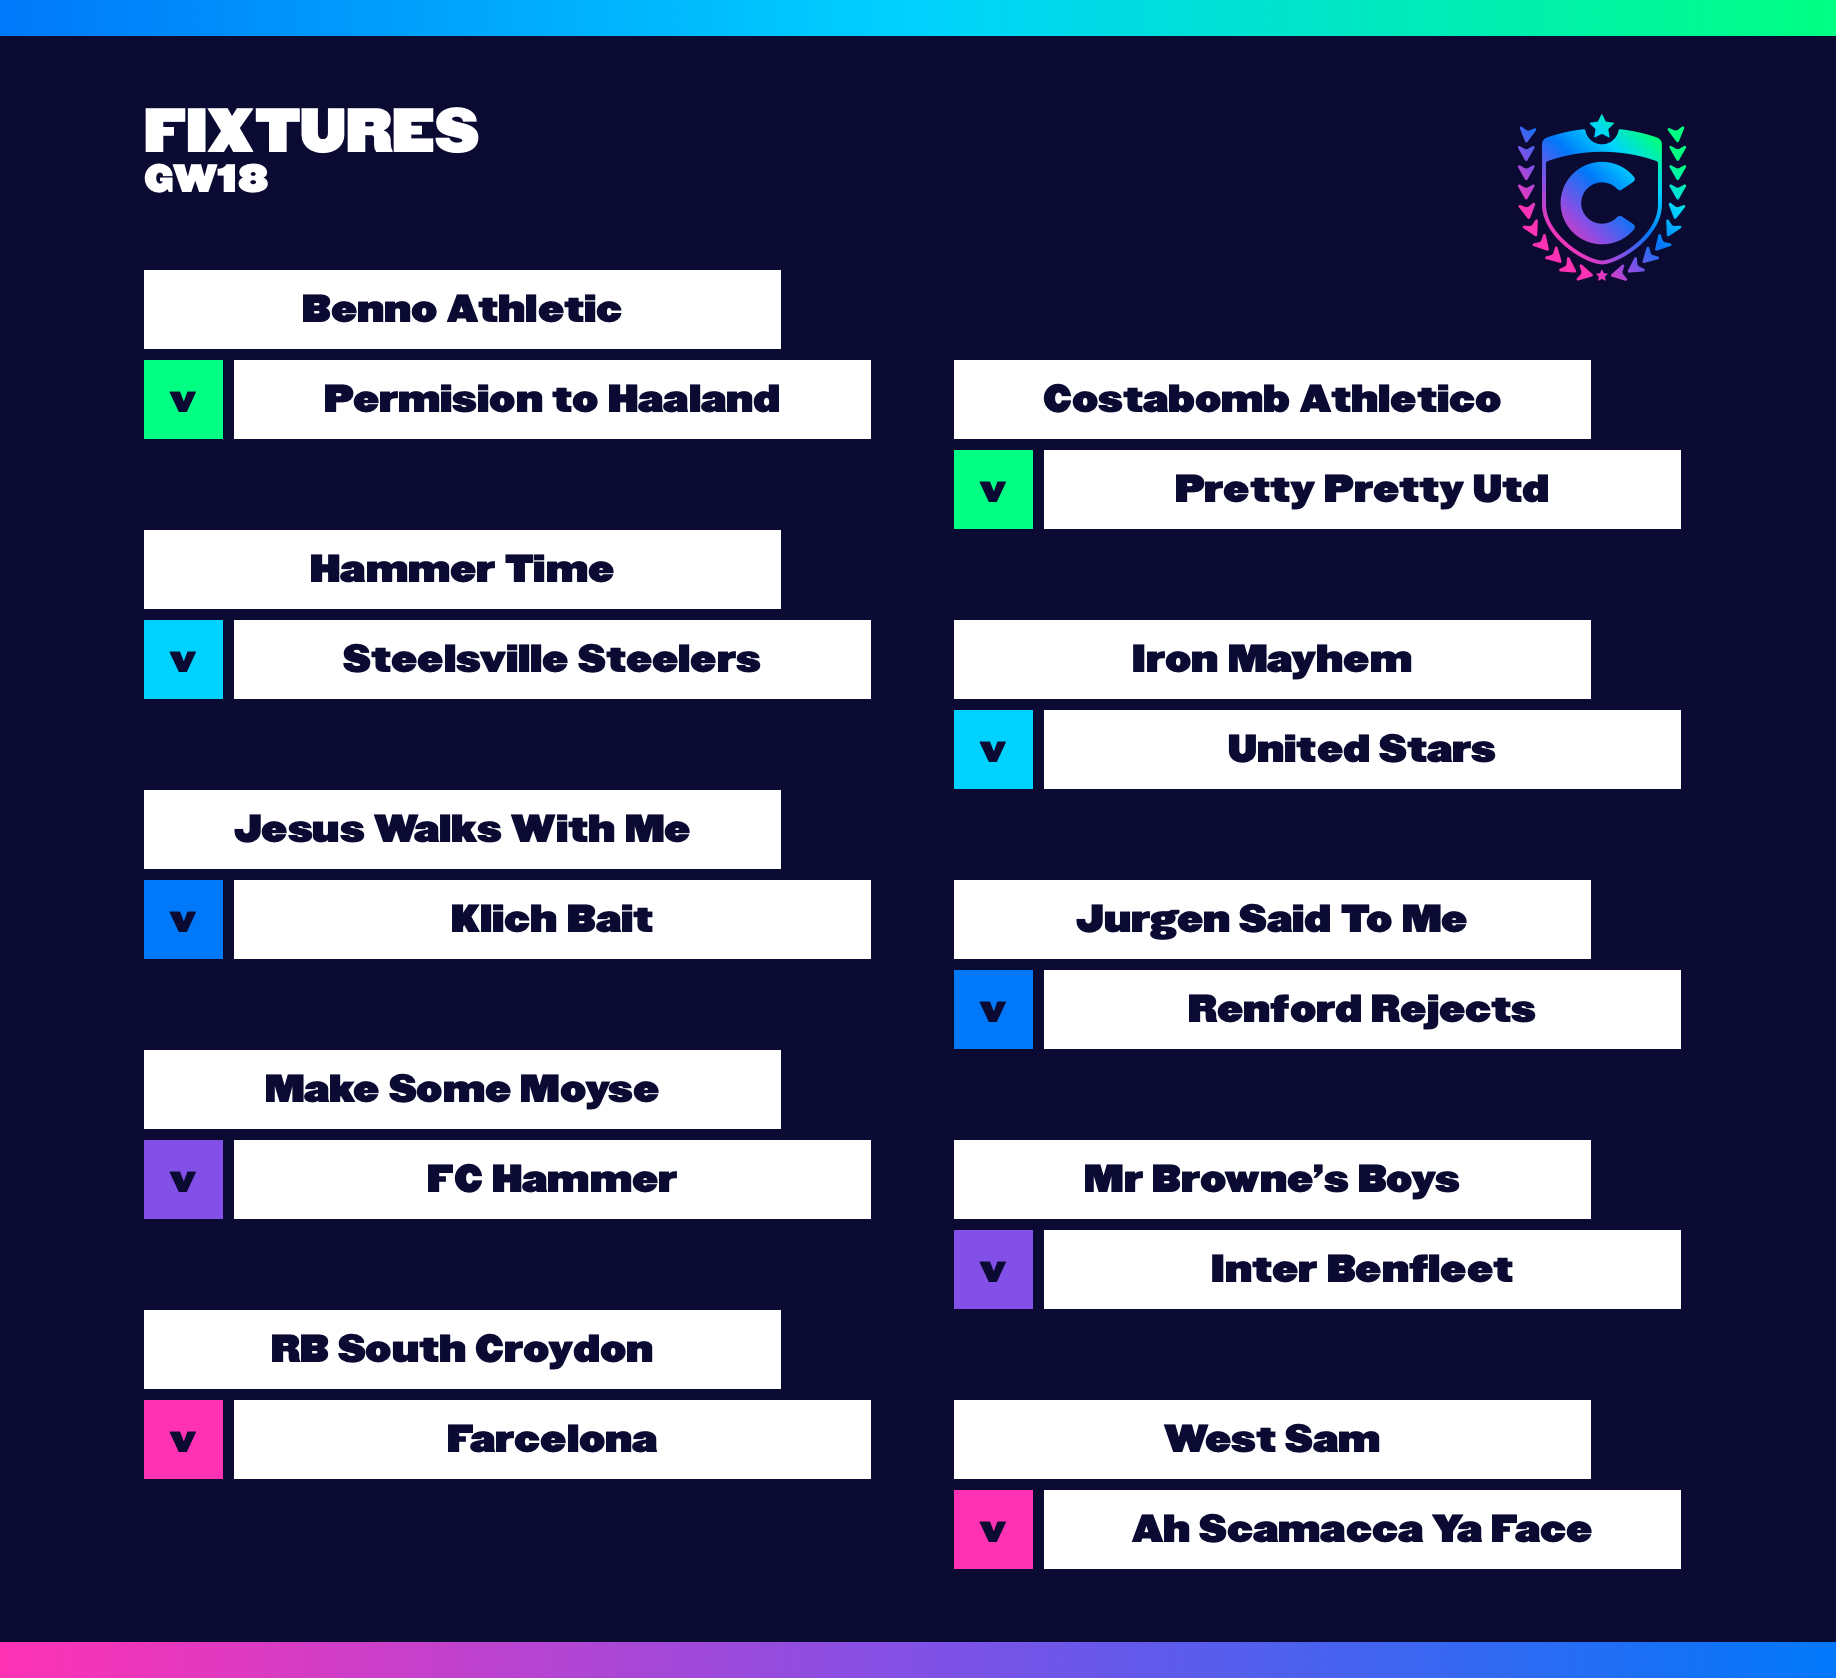 FIXTURES
GW18
C
Benno Athletic
v Permision to Haaland
Costabomb Athletico
v Pretty Pretty Utd
Hammer Time
v Steelsville Steelers
Iron Mayhem
v United Stars
Jesus Walks With Me
v Klich Bait
Jurgen Said To Me
v Renford Rejects
Make Some Moyse
v FC Hammer
Mr Browne’s Boys
v Inter Benfleet
RB South Croydon
v Farcelona
West Sam
v Ah Scamacca Ya Face